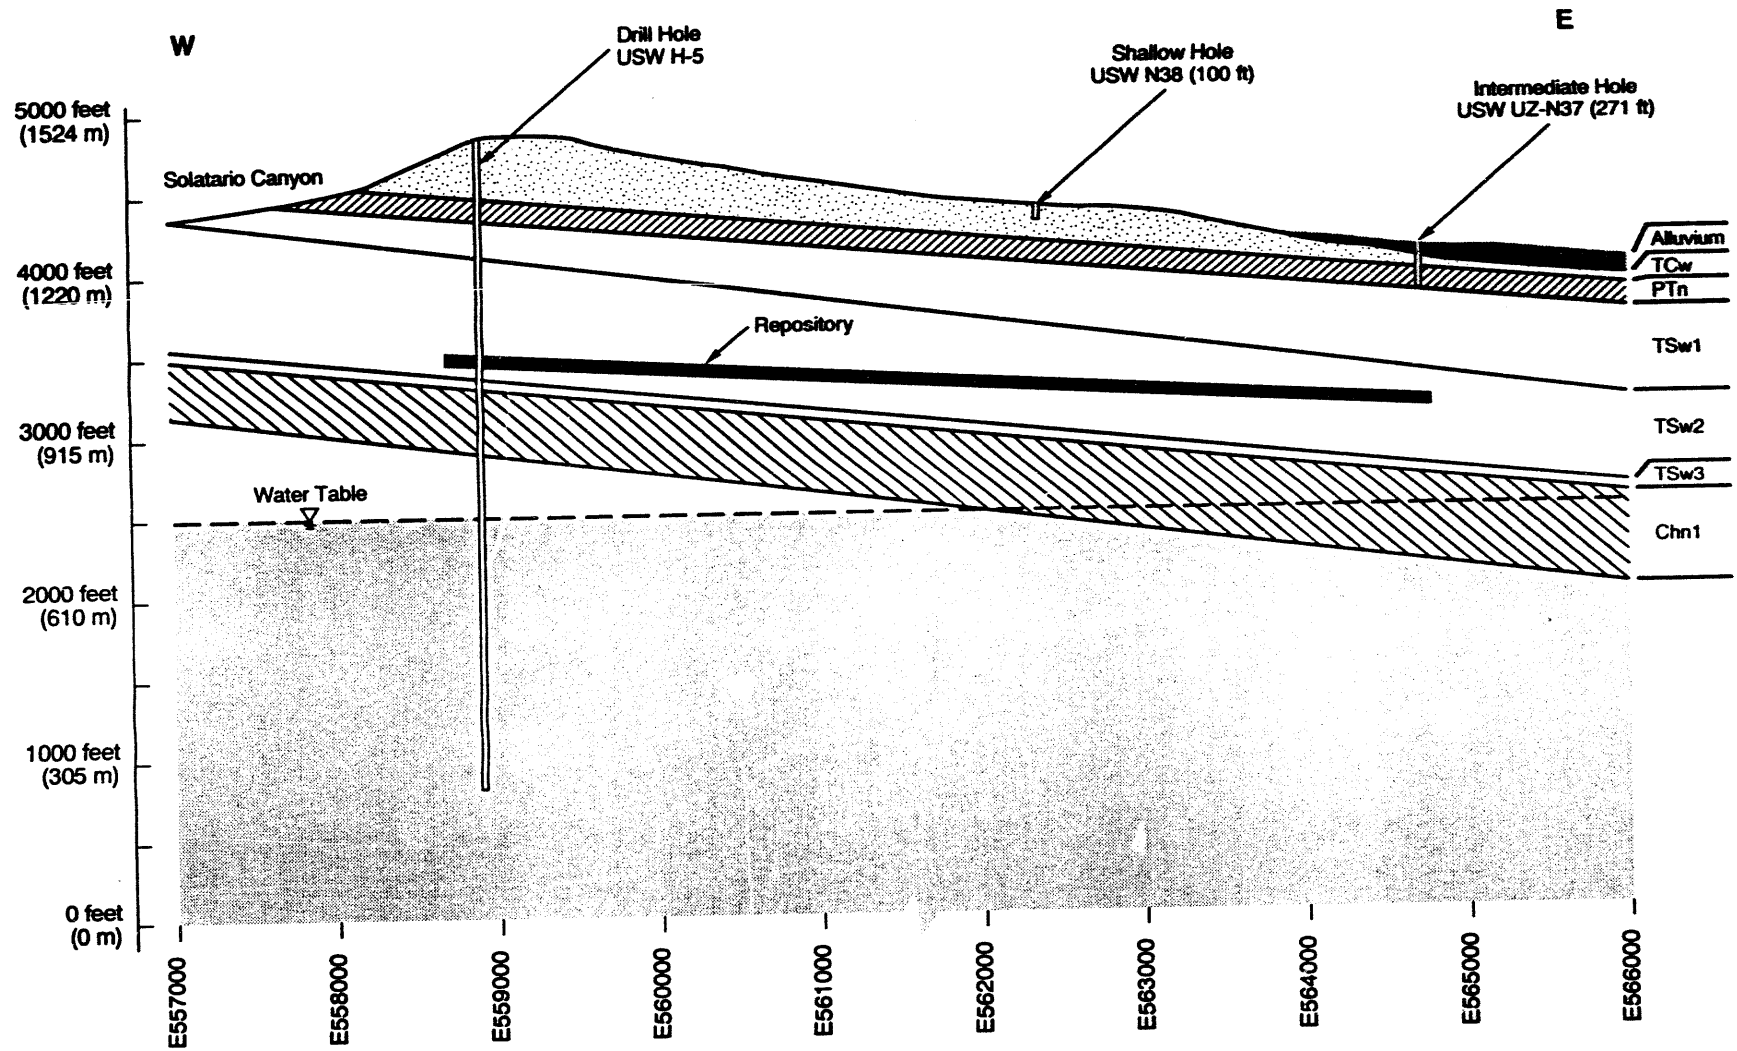 W
E
Drill Hole
USW H-5
Shallow Hole
USW N38 (100 ft)
Intermediate Hole
USW UZ-N37 (271 ft)
5000 feet
(1524 m)
Solatario Canyon
Alluvium
TCw
PTn
4000 feet
(1220 m)
Repository
TSw1
3000 feet
(915 m)
TSw2
TSw3
Water Table
Chn1
2000 feet
(610 m)
1000 feet
(305 m)
0 feet
(0 m)
E557000
E558000
E559000
E560000
E561000
E562000
E563000
E564000
E565000
E566000